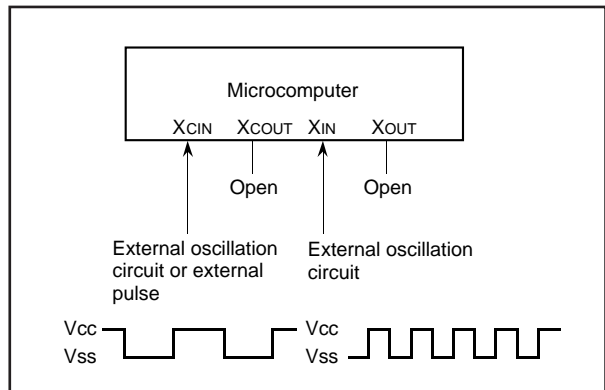 Microcomputer
XCIN XCOUT XIN XOUT
Open Open
External oscillation
circuit or external
pulse
External oscillation
circuit
Vcc Vcc
Vss Vss